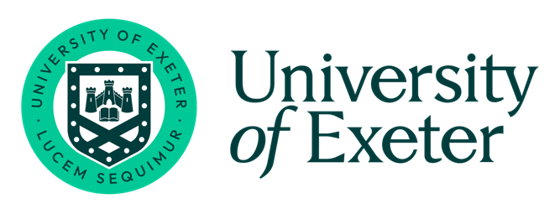 UNIVERSITY OF EXETER
· LUCEM SEQUIMUR ·
University
of Exeter